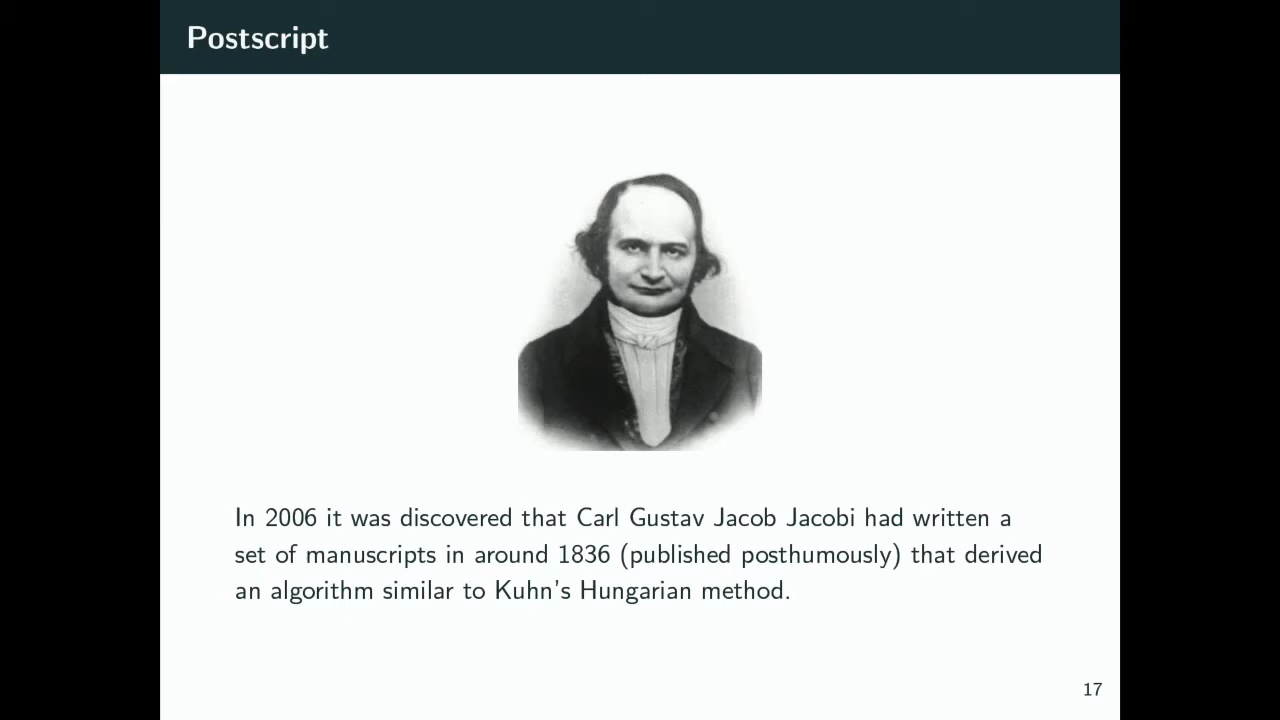 Postscript
In 2006 it was discovered that Carl Gustav Jacob Jacobi had written a
set of manuscripts in around 1836 (published posthumously) that derived
an algorithm similar to Kuhn's Hungarian method.
17